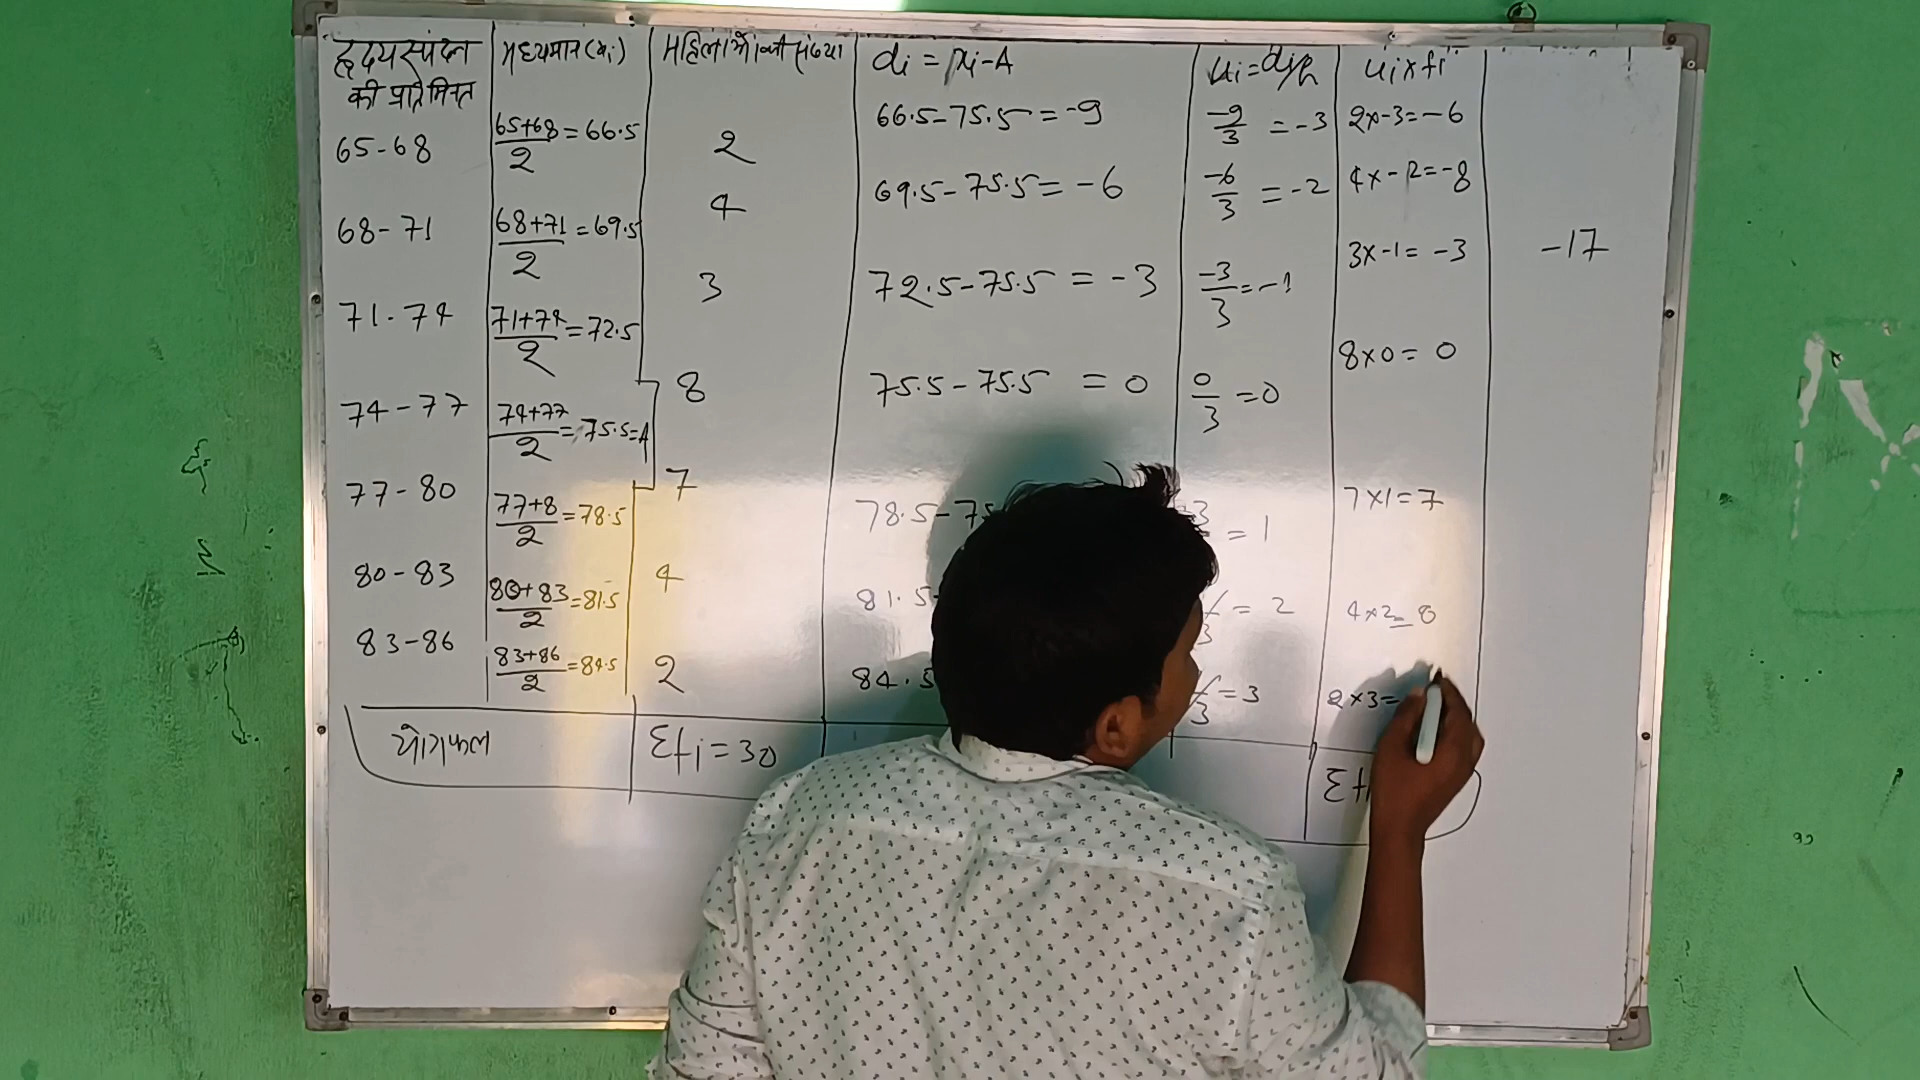 हृदयस्पंदन की प्रति मिनट	मध्यमान (xi)	महिलाओं की संख्या	di = xi-A	ui = di/h	ui×fi
65-68	65+68/2 = 66.5	2	66.5-75.5 = -9	-9/3 = -3	2x-3=-6
68-71	68+71/2 = 69.5	4	69.5-75.5 = -6	-6/3 = -2	4x-2=-8
71-74	71+74/2 = 72.5	3	72.5-75.5 = -3	-3/3 = -1	3x-1= -3	-17
74-77	74+77/2 = 75.5=A	8	75.5-75.5 = 0	0/3 = 0	8×0= 0
77-80	77+8/2 = 78.5	7	78.5-75	3 = 1	7×1=7
80-83	80+83/2 = 81.5	4	81.5-	/3 = 2	4×2= 8
83-86	83+86/2 = 84.5	2	84.5	/3 = 3	2×3=
योगफल	Σfi = 30	Σf